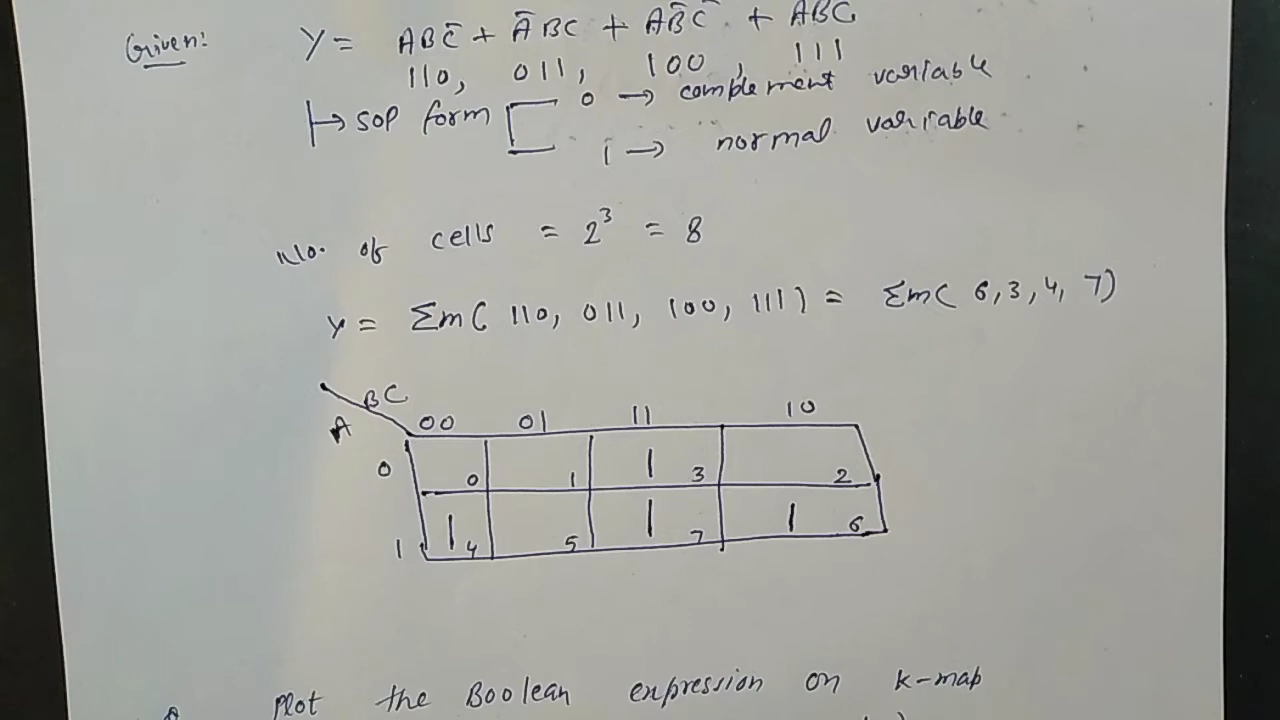 Given: Y = ABC̄ + ĀBC + AB̄C̄ + ABC
110, 011, 100, 111
↦ SOP form [ 0 → complement variable
1 → normal variable
No. of cells = 2³ = 8
Y = Σm( 110, 011, 100, 111) = Σm( 6,3,4,7)
BC
A 00 01 11 10
0 0 1 1 3 2
1 1 4 5 1 7 1 6
Plot the Boolean expression on k-map